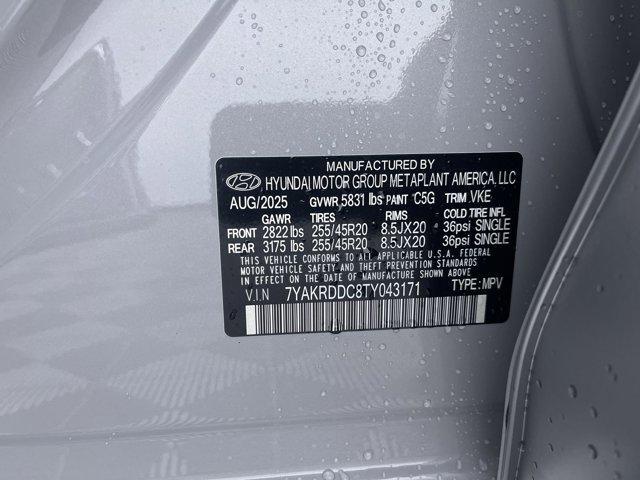 MANUFACTURED BY
HYUNDAI MOTOR GROUP METAPLANT AMERICA, LLC
AUG/2025 GVWR 5831 lbs PAINT C5G TRIM VKE
GAWR TIRES RIMS COLD TIRE INFL
FRONT 2822 lbs 255/45R20 8.5JX20 36psi SINGLE
REAR 3175 lbs 255/45R20 8.5JX20 36psi SINGLE
THIS VEHICLE CONFORMS TO ALL APPLICABLE U.S.A. FEDERAL
MOTOR VEHICLE SAFETY, BUMPER, AND THEFT PREVENTION STANDARDS
IN EFFECT ON THE DATE OF MANUFACTURE SHOWN ABOVE.
V.I.N 7YAKRDDC8TY043171 TYPE: MPV